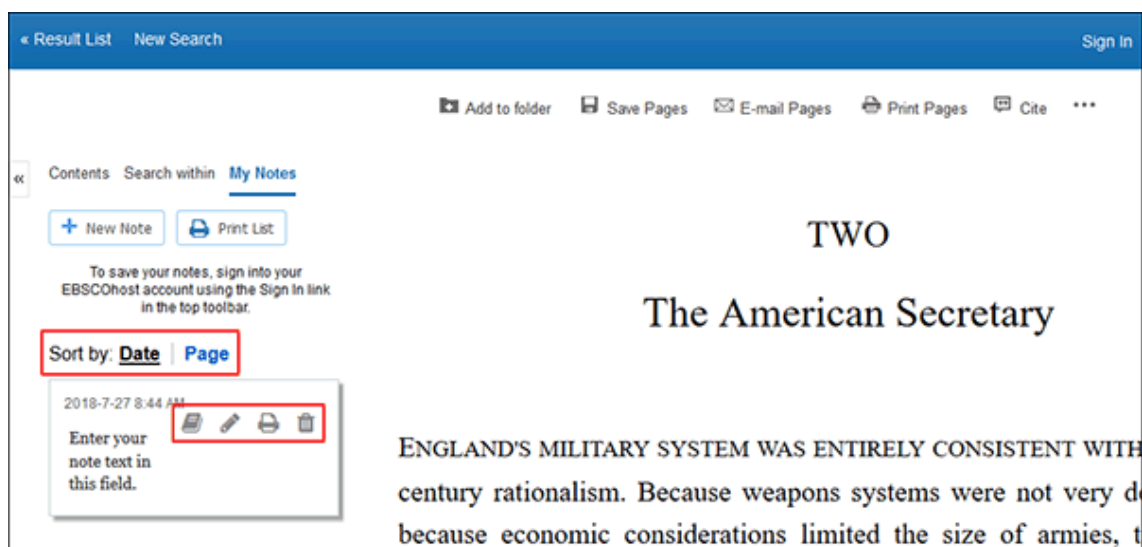 « Result List New Search Sign In
Add to folder Save Pages E-mail Pages Print Pages Cite •••
« Contents Search within My Notes
+ New Note Print List
To save your notes, sign into your
EBSCOhost account using the Sign In link
in the top toolbar.
Sort by: Date | Page
2018-7-27 8:44 AM
Enter your
note text in
this field.
TWO
The American Secretary
ENGLAND'S MILITARY SYSTEM WAS ENTIRELY CONSISTENT WITH
century rationalism. Because weapons systems were not very
because economic considerations limited the size of armies,